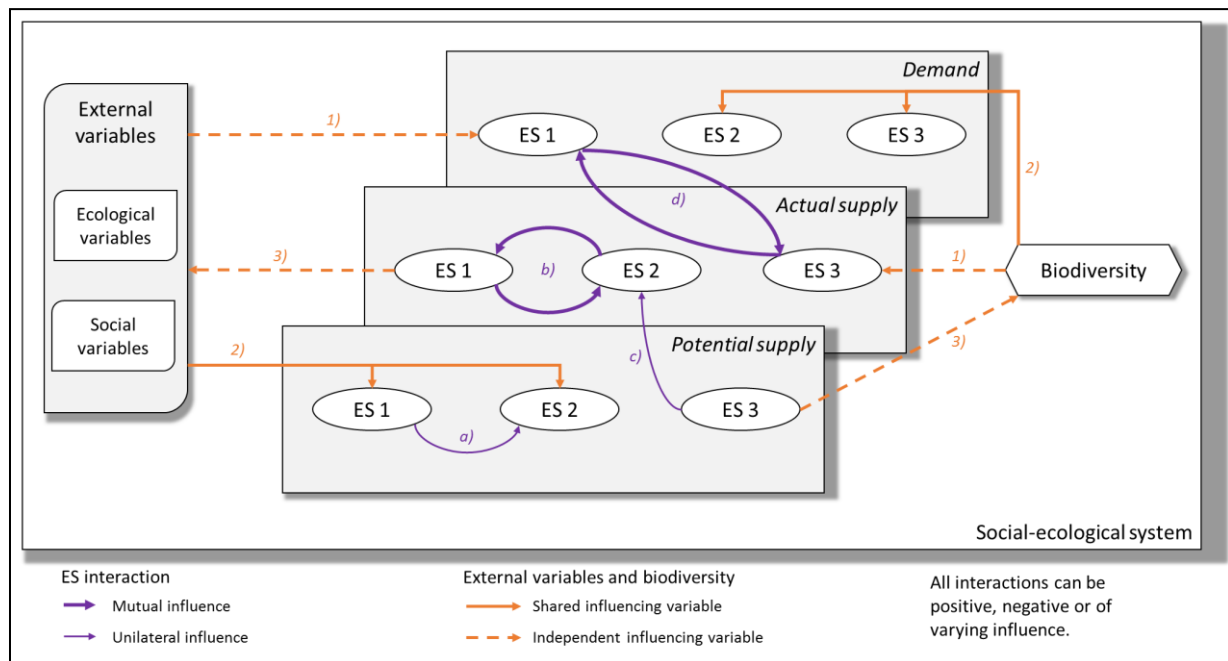 Demand
External
variables
1)
ES 1
ES 2
ES 3
2)
Ecological
variables
d)
Actual supply
3)
ES 1
b)
ES 2
ES 3
1)
Biodiversity
Social
variables
2)
c)
Potential supply
3)
ES 1
ES 2
ES 3
a)
Social-ecological system
ES interaction
Mutual influence
Unilateral influence
External variables and biodiversity
Shared influencing variable
Independent influencing variable
All interactions can be
positive, negative or of
varying influence.